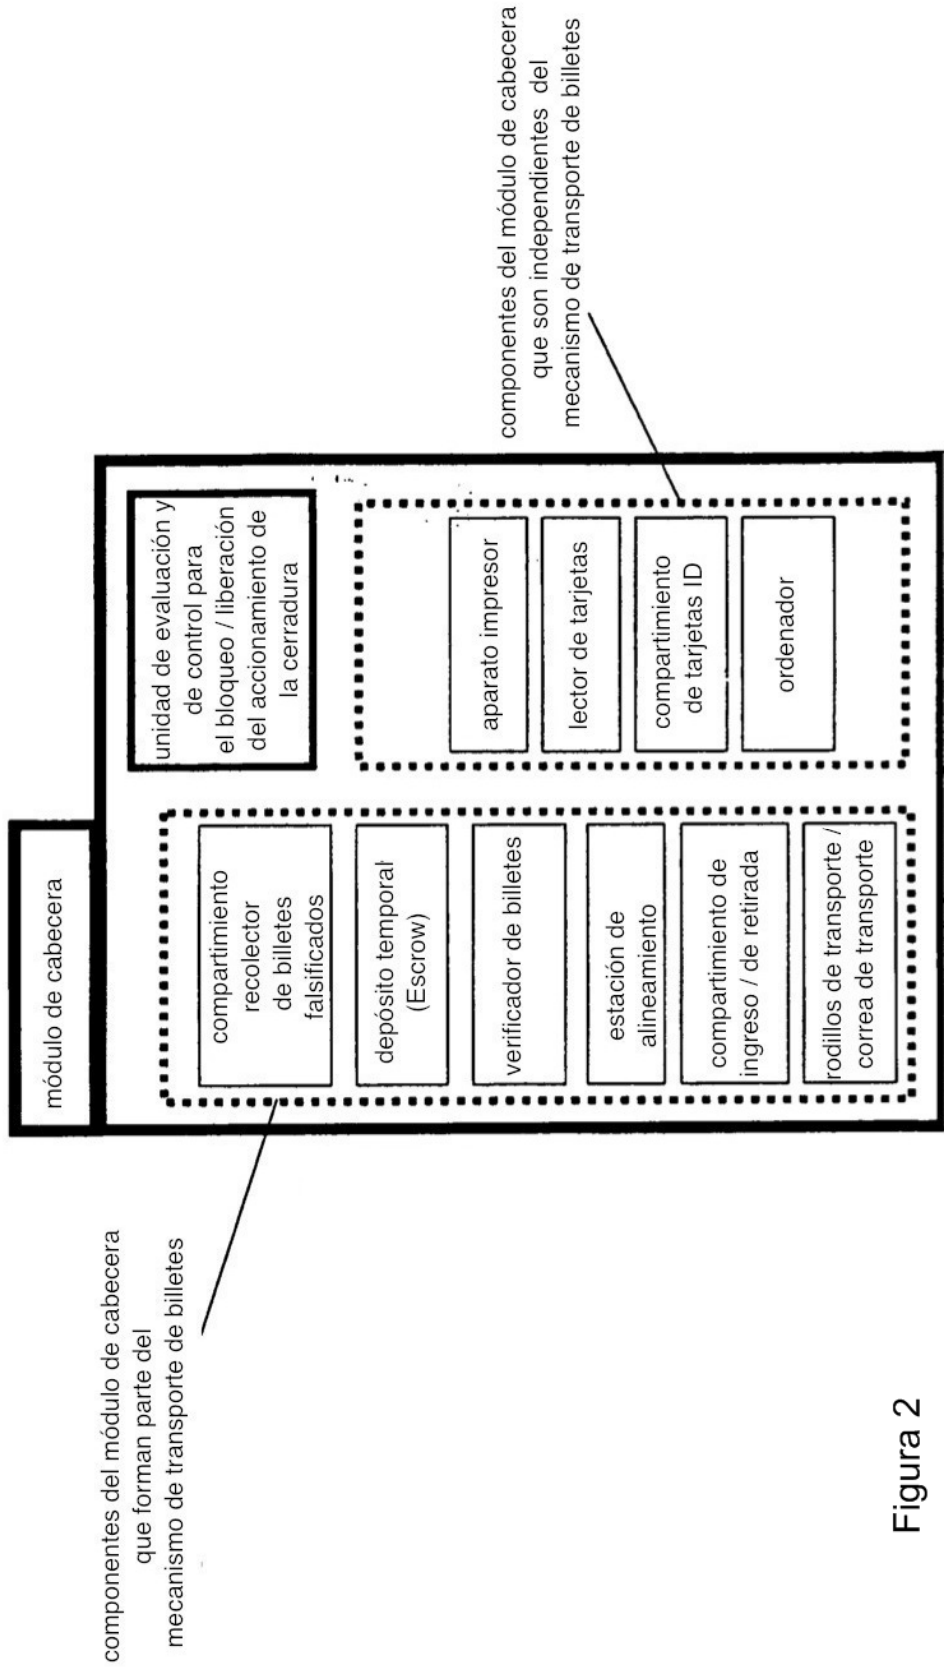 módulo de cabecera
componentes del módulo de cabecera
que forman parte del
mecanismo de transporte de billetes
compartimiento
recolector
de billetes
falsificados
depósito temporal
(Escrow)
verificador de billetes
estación de
alineamiento
compartimiento de
ingreso / de retirada
rodillos de transporte /
correa de transporte
unidad de evaluación y
de control para
el bloqueo / liberación
del accionamiento de
la cerradura
aparato impresor
lector de tarjetas
compartimiento
de tarjetas ID
ordenador
componentes del módulo de cabecera
que son independientes del
mecanismo de transporte de billetes
Figura 2